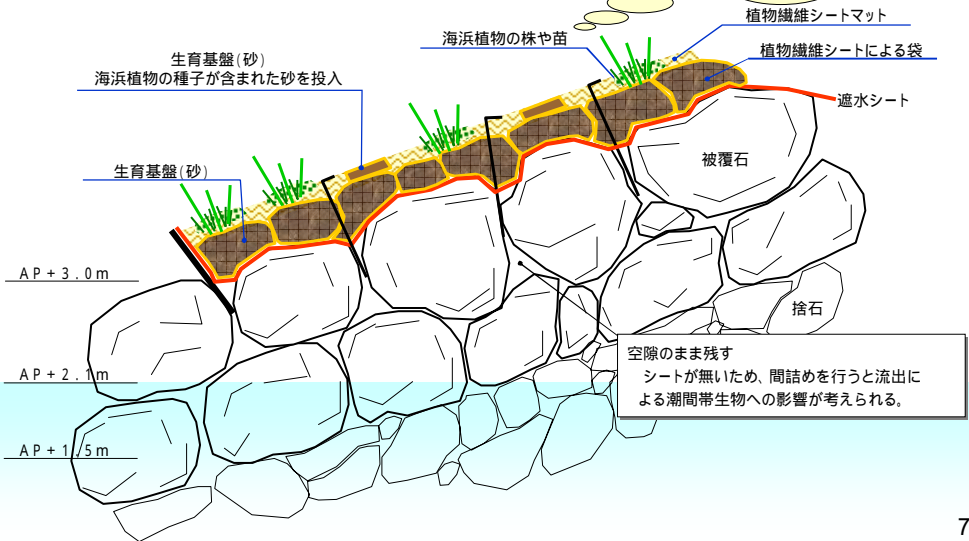 植物繊維シートマット
海浜植物の株や苗
植物繊維シートによる袋
生育基盤(砂)
海浜植物の種子が含まれた砂を投入
遮水シート
被覆石
生育基盤(砂)
AP+3.0m
捨石
空隙のまま残す
シートが無いため、間詰めを行うと流出に
よる潮間帯生物への影響が考えられる。
AP+2.1m
AP+1.5m
7